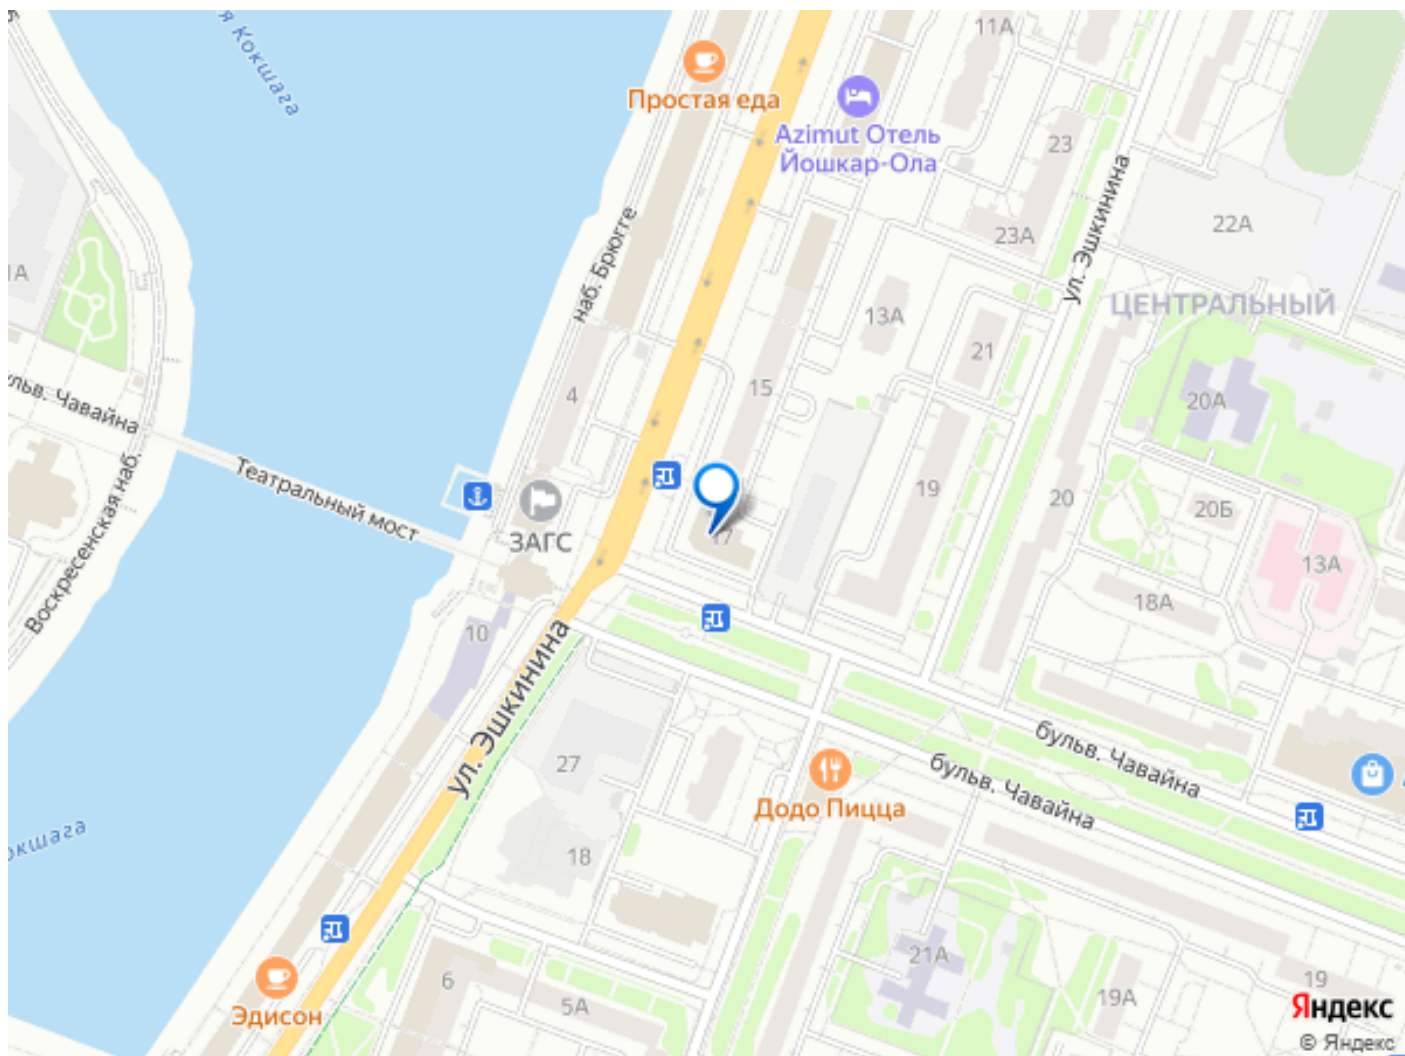 я Кокшага
11А
Простая еда
Azimut Отель
Йошкар-Ола
23
23А
22А
ул. Эшкинина
ЦЕНТРАЛЬНЫЙ
наб. Брюгге
1А
13А
21
15
4
20А
бульв. Чавайна
Театральный мост
Воскресенская наб.
ЗАГС
17
19
20
20Б
13А
18А
10
ул. Эшкинина
27
18
бульв. Чавайна
бульв. Чавайна
Додо Пицца
окшага
Эдисон
6
5А
21А
19А
19
Яндекс
© Яндекс